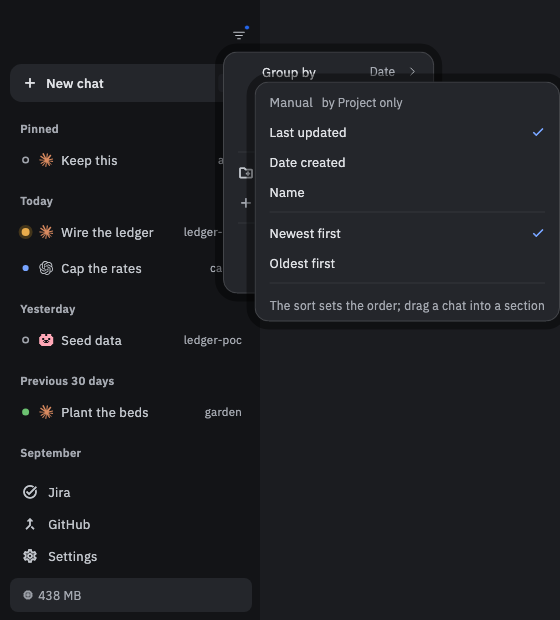 New chat
Pinned
Keep this
Today
Wire the ledger ledger-
Cap the rates
Yesterday
Seed data ledger-poc
Previous 30 days
Plant the beds garden
September
Jira
GitHub
Settings
438 MB
Group by Date
Manual by Project only
Last updated
Date created
Name
Newest first
Oldest first
The sort sets the order; drag a chat into a section